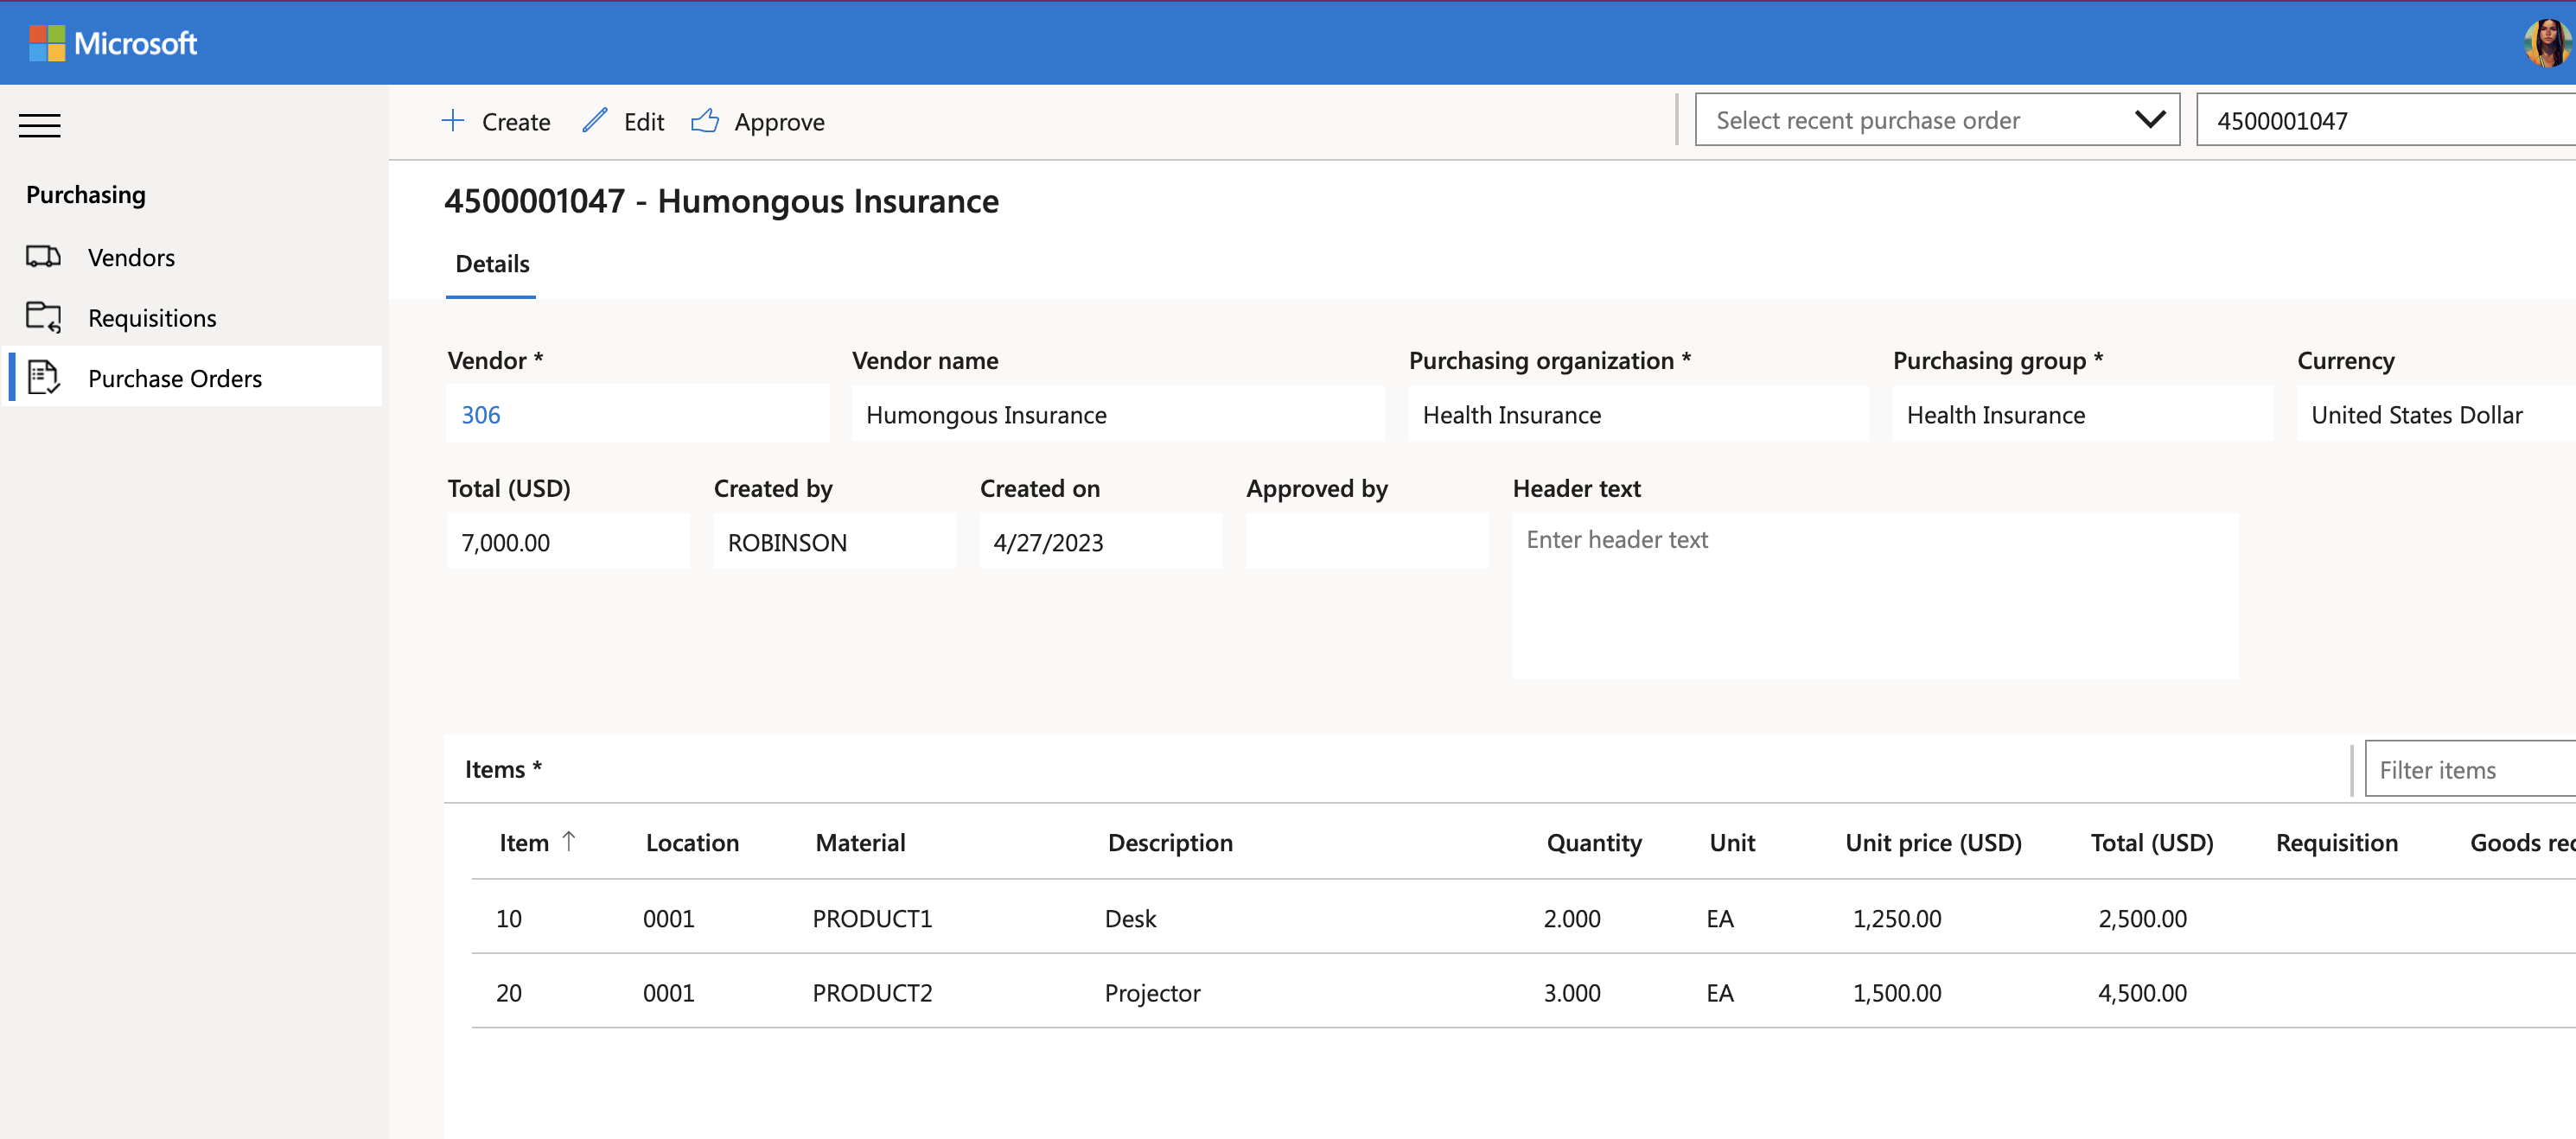 Microsoft
Create Edit Approve Select recent purchase order 4500001047
Purchasing
Vendors
Requisitions
Purchase Orders
4500001047 - Humongous Insurance
Details
Vendor * Vendor name Purchasing organization * Purchasing group * Currency
306 Humongous Insurance Health Insurance Health Insurance United States Dollar
Total (USD) Created by Created on Approved by Header text
7,000.00 ROBINSON 4/27/2023 Enter header text
Items * Filter items
Item ↑ Location Material Description Quantity Unit Unit price (USD) Total (USD) Requisition Goods
10 0001 PRODUCT1 Desk 2.000 EA 1,250.00 2,500.00
20 0001 PRODUCT2 Projector 3.000 EA 1,500.00 4,500.00